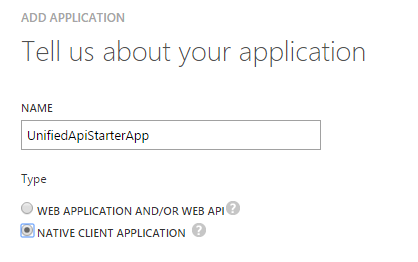 ADD APPLICATION
Tell us about your application
NAME
UnifiedApiStarterApp
Type
WEB APPLICATION AND/OR WEB API ?
NATIVE CLIENT APPLICATION ?